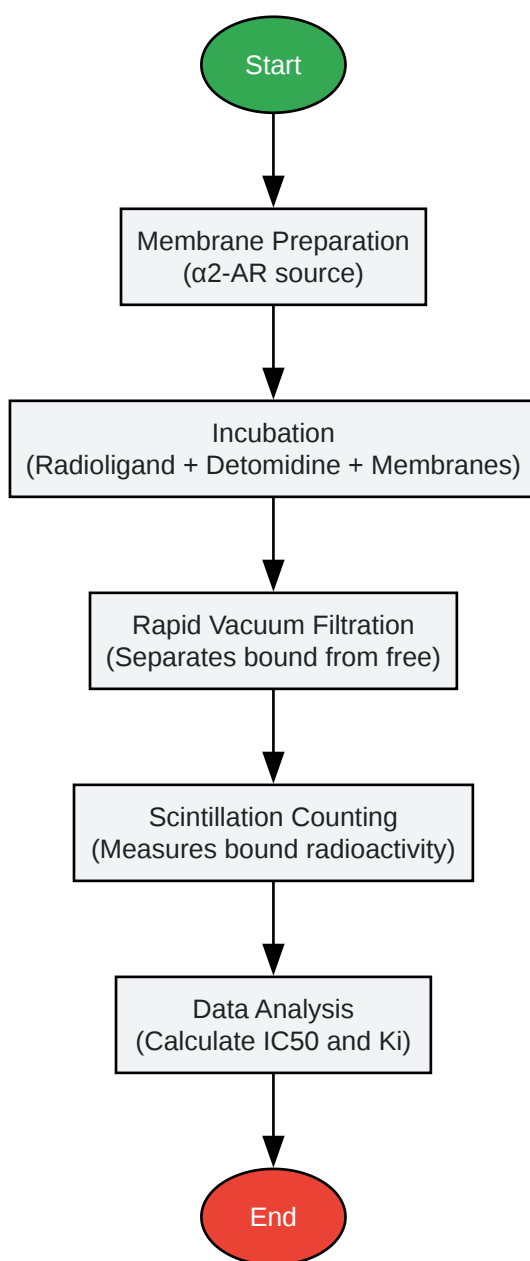 Start
Membrane Preparation
(α2-AR source)
Incubation
(Radioligand + Detomidine + Membranes)
Rapid Vacuum Filtration
(Separates bound from free)
Scintillation Counting
(Measures bound radioactivity)
Data Analysis
(Calculate IC50 and Ki)
End